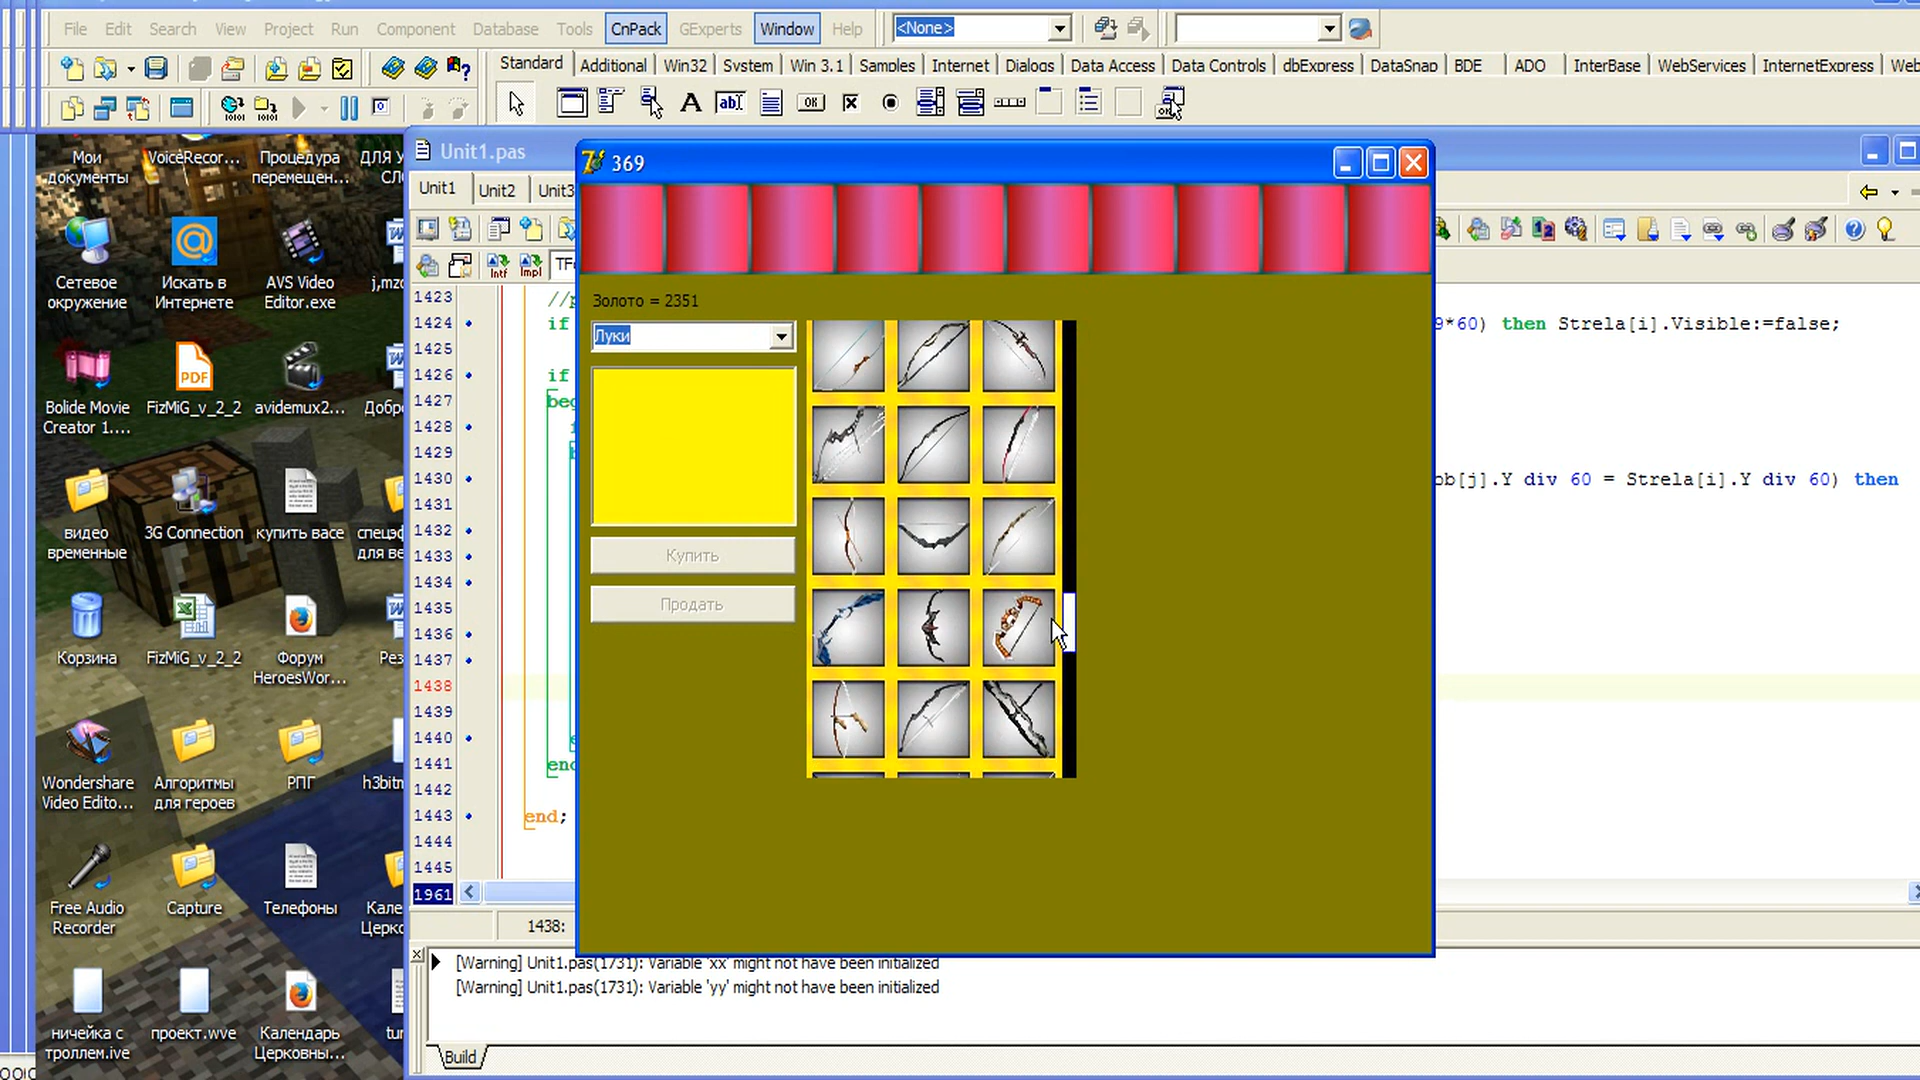 File Edit Search View Project Run Component Database Tools CnPack GExperts Window Help <None>
Standard Additional Win32 System Win 3.1 Samples Internet Dialogs Data Access Data Controls dbExpress DataSnap BDE ADO InterBase WebServices InternetExpress Web
Мои документы
VoiceRecor...
Процедура перемещен...
ДЛЯ
Сетевое окружение
Искать в Интернете
AVS Video Editor.exe
Bolide Movie Creator 1....
FizMiG_v_2_2
avidemux2...
видео временные
3G Connection
купить васе
Корзина
FizMiG_v_2_2
Форум HeroesWor...
Wondershare Video Edito...
Алгоритмы для героев
РПГ
Free Audio Recorder
Capture
Телефоны
ничейка с троллем.ive
проект.wve
Календарь Церковны...
Unit1.pas
Unit1 Unit2 Unit3
Intf Impl
369
Золото = 2351
Луки
Купить
Продать
1423
1424 if 9*60) then Strela[i].Visible:=false;
1425
1426 if
1427
1428
1429
1430 ob[j].Y div 60 = Strela[i].Y div 60) then
1431
1432
1433
1434
1435
1436
1437
1438
1439
1440
1441 end
1442
1443 end;
1444
1445
1961
1438:
[Warning] Unit1.pas(1731): Variable 'xx' might not have been initialized
[Warning] Unit1.pas(1731): Variable 'yy' might not have been initialized
Build